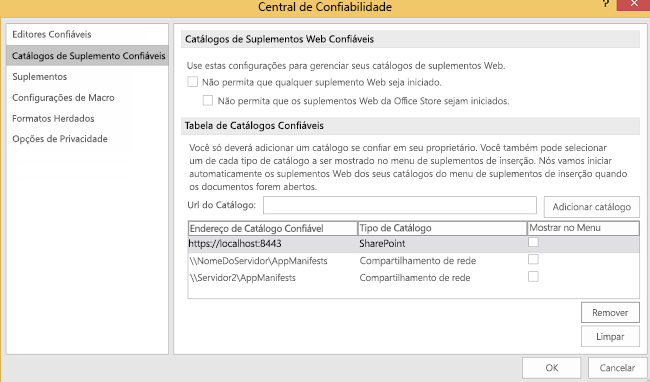 Central de Confiabilidade
Editores Confiáveis
Catálogos de Suplemento Confiáveis
Suplementos
Configurações de Macro
Formatos Herdados
Opções de Privacidade
Catálogos de Suplementos Web Confiáveis
Use estas configurações para gerenciar seus catálogos de suplementos Web.
Não permita que qualquer suplemento Web seja iniciado.
Não permita que os suplementos Web da Office Store sejam iniciados.
Tabela de Catálogos Confiáveis
Você só deverá adicionar um catálogo se confiar em seu proprietário. Você também pode selecionar
um de cada tipo de catálogo a ser mostrado no menu de suplementos de inserção. Nós vamos iniciar
automaticamente os suplementos Web dos seus catálogos do menu de suplementos de inserção quando
os documentos forem abertos.
Url do Catálogo: Adicionar catálogo
Endereço de Catálogo Confiável Tipo de Catálogo Mostrar no Menu
https://localhost:8443 SharePoint
\\NomeDoServidor\AppManifests Compartilhamento de rede
\\Servidor2\AppManifests Compartilhamento de rede
Remover
Limpar
OK Cancelar